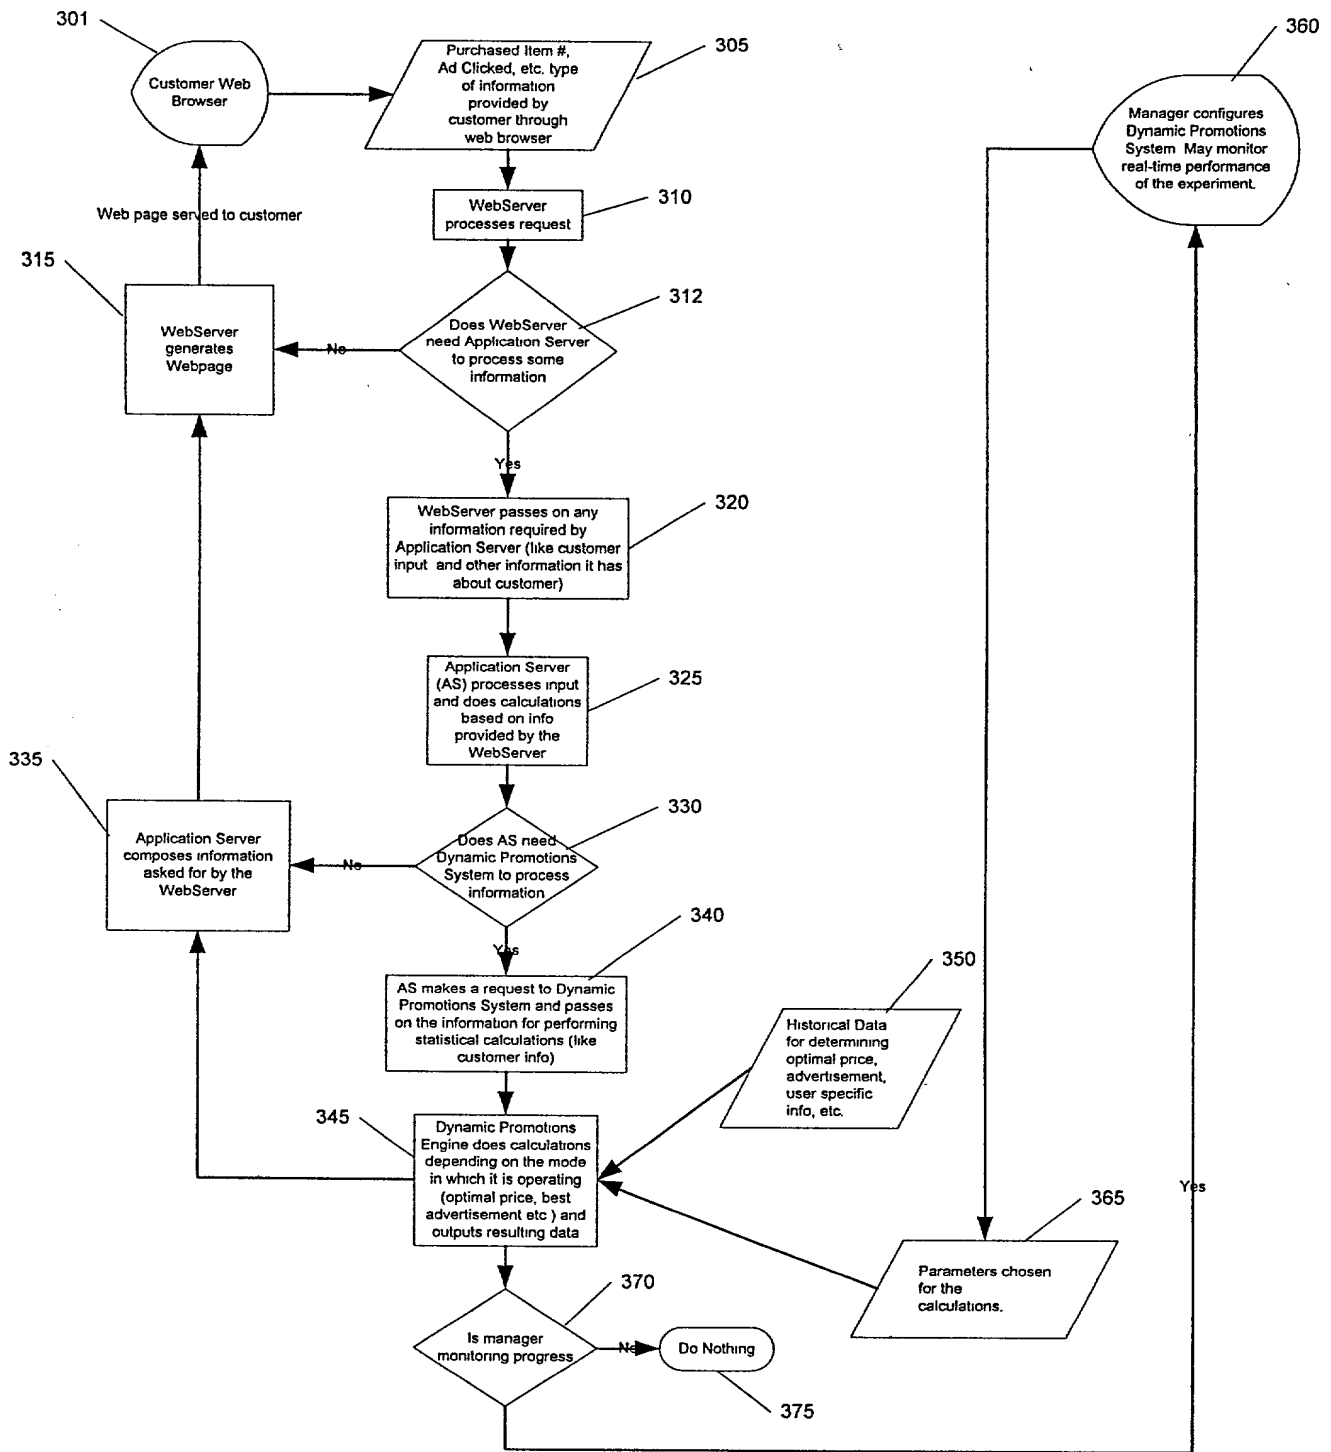 301
Customer Web
Browser
Purchased Item #,
Ad Clicked, etc. type
of information
provided by
customer through
web browser
305
360
Manager configures
Dynamic Promotions
System May monitor
real-time performance
of the experiment.
WebServer
processes request
310
Web page served to customer
315
WebServer
generates
Webpage
No
Does WebServer
need Application Server
to process some
information
312
Yes
WebServer passes on any
information required by
Application Server (like customer
input and other information it has
about customer)
320
Application Server
(AS) processes input
and does calculations
based on info
provided by the
WebServer
325
335
Application Server
composes information
asked for by the
WebServer
No
Does AS need
Dynamic Promotions
System to process
information
330
Yes
AS makes a request to Dynamic
Promotions System and passes
on the information for performing
statistical calculations (like
customer info)
340
350
Historical Data
for determining
optimal price,
advertisement,
user specific
info, etc.
345
Dynamic Promotions
Engine does calculations
depending on the mode
in which it is operating
(optimal price, best
advertisement etc ) and
outputs resulting data
Yes
365
Parameters chosen
for the
calculations.
370
Is manager
monitoring progress
No
Do Nothing
375